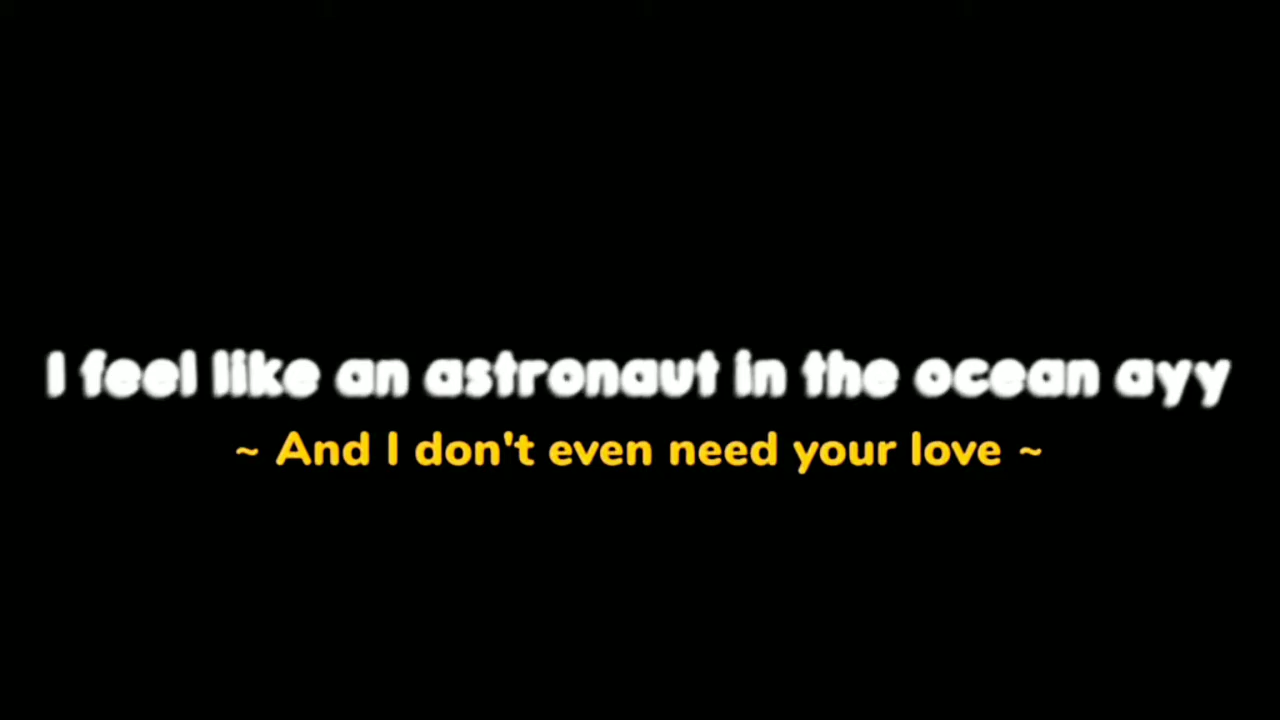 I feel like an astronaut in the ocean ayy
~ And I don't even need your love ~